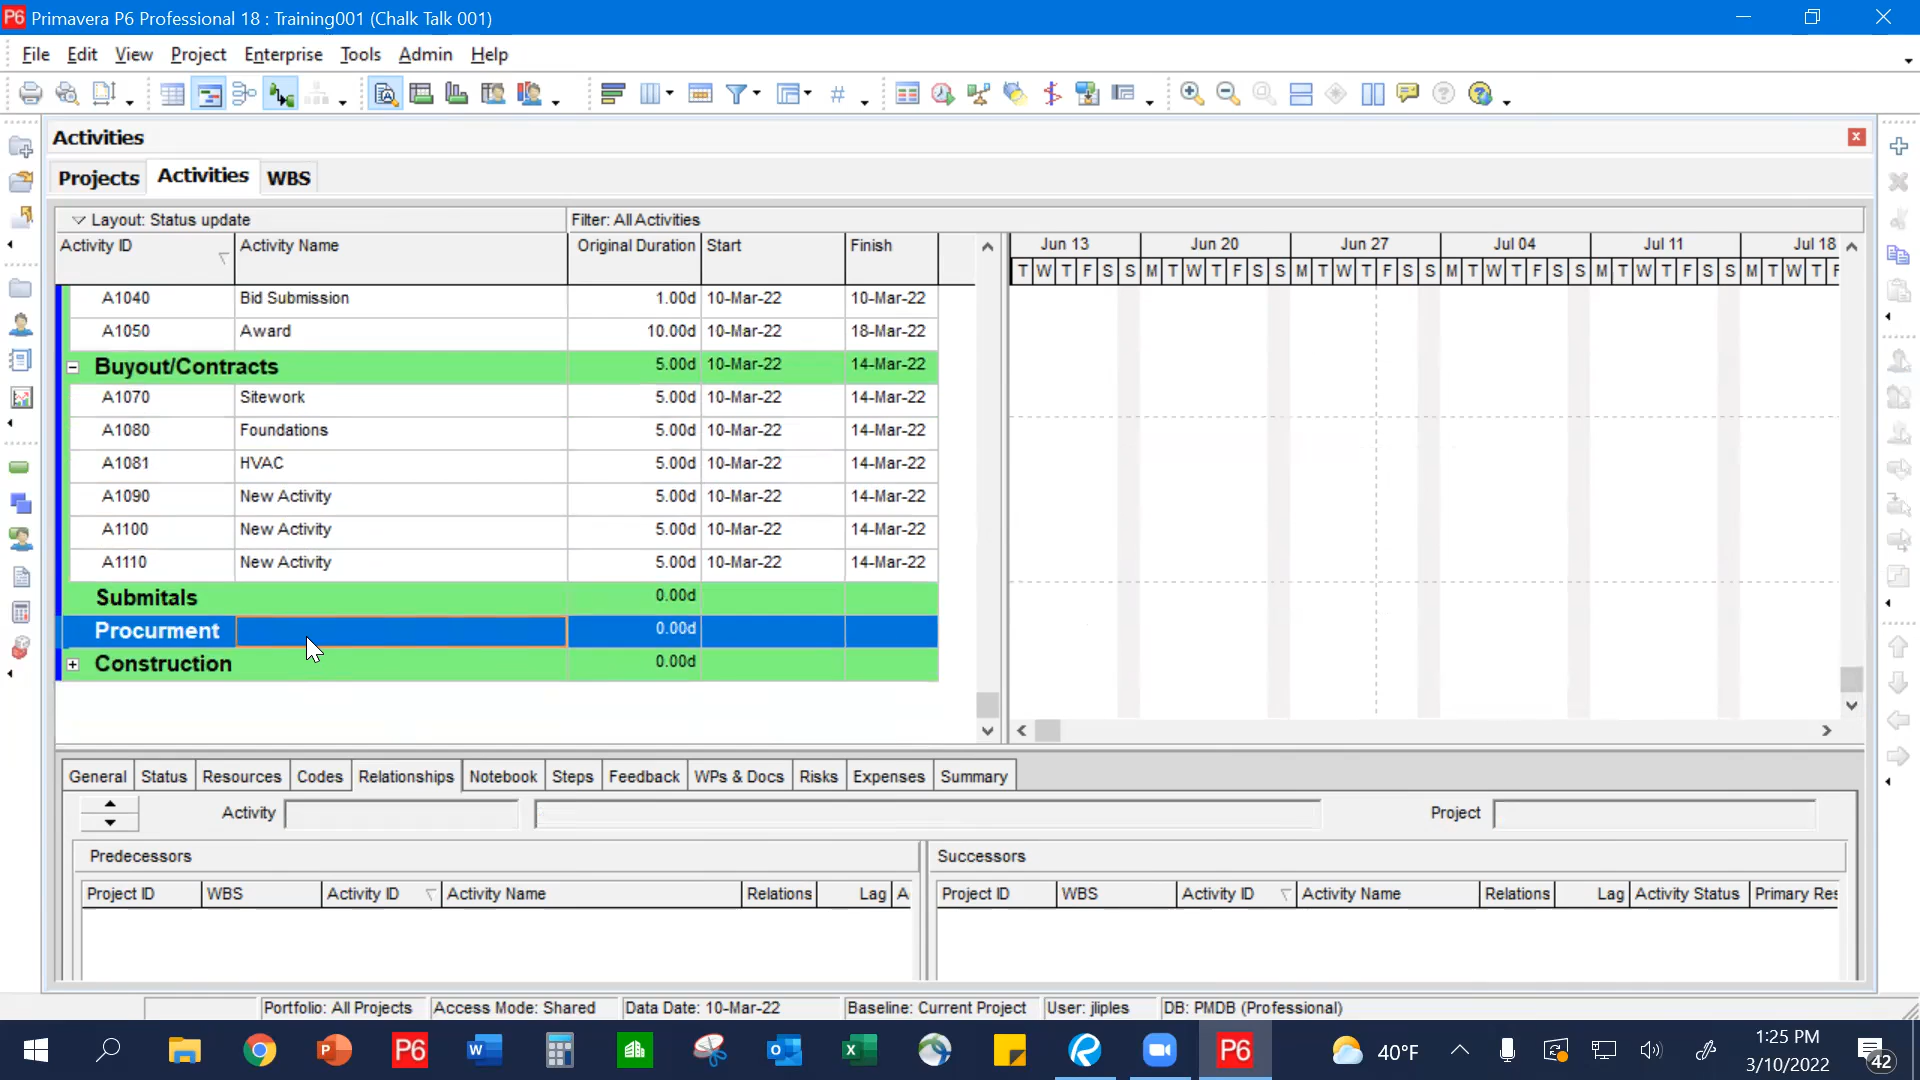 P6 Primavera P6 Professional 18 : Training001 (Chalk Talk 001)
File Edit View Project Enterprise Tools Admin Help
Activities
Projects Activities WBS
Layout: Status update Filter: All Activities
Activity ID Activity Name Original Duration Start Finish
Jun 13 Jun 20 Jun 27 Jul 04 Jul 11 Jul 18
T W T F S S M T W T F S S M T W T F S S M T W T F S S M T W T F S S M T W T F
A1040 Bid Submission 1.00d 10-Mar-22 10-Mar-22
A1050 Award 10.00d 10-Mar-22 18-Mar-22
Buyout/Contracts 5.00d 10-Mar-22 14-Mar-22
A1070 Sitework 5.00d 10-Mar-22 14-Mar-22
A1080 Foundations 5.00d 10-Mar-22 14-Mar-22
A1081 HVAC 5.00d 10-Mar-22 14-Mar-22
A1090 New Activity 5.00d 10-Mar-22 14-Mar-22
A1100 New Activity 5.00d 10-Mar-22 14-Mar-22
A1110 New Activity 5.00d 10-Mar-22 14-Mar-22
Submitals 0.00d
Procurment 0.00d
Construction 0.00d
General Status Resources Codes Relationships Notebook Steps Feedback WPs & Docs Risks Expenses Summary
Activity Project
Predecessors Successors
Project ID WBS Activity ID Activity Name Relations Lag A
Project ID WBS Activity ID Activity Name Relations Lag Activity Status Primary Res
Portfolio: All Projects Access Mode: Shared Data Date: 10-Mar-22 Baseline: Current Project User: jliples DB: PMDB (Professional)
40°F
1:25 PM
3/10/2022
42